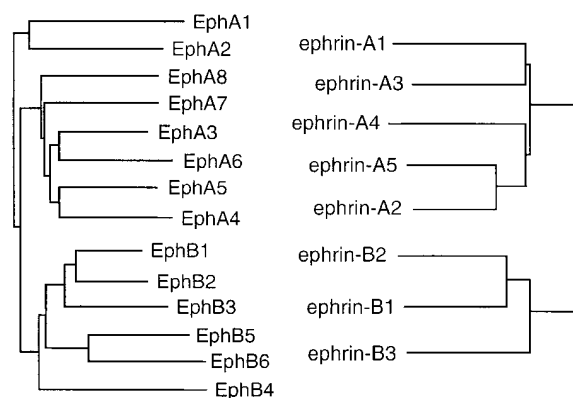 EphA1
EphA2
EphA8
EphA7
EphA3
EphA6
EphA5
EphA4
EphB1
EphB2
EphB3
EphB5
EphB6
EphB4
ephrin-A1
ephrin-A3
ephrin-A4
ephrin-A5
ephrin-A2
ephrin-B2
ephrin-B1
ephrin-B3